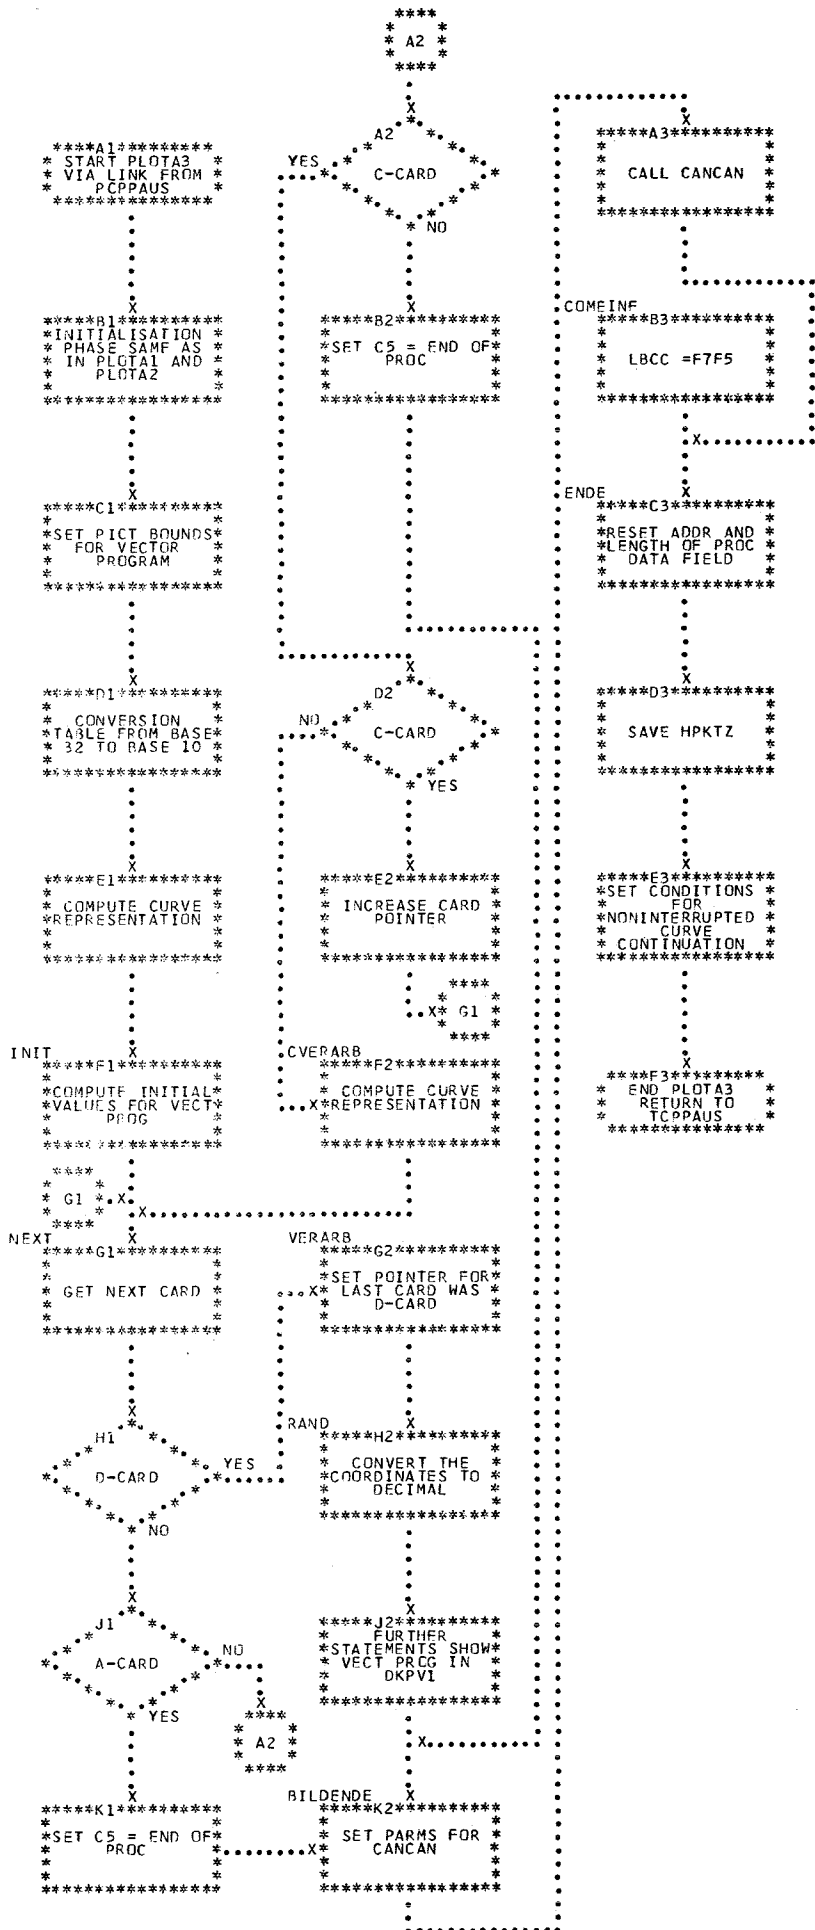 A2
A1
START PLOTA3
VIA LINK FROM
PCPPAUS
B1
INITIALISATION
PHASE SAMF AS
IN PLOTA1 AND
PLOTA2
C1
SET PICT BOUNDS
FOR VECTOR
PROGRAM
D1
CONVERSION
TABLE FROM BASE
32 TO BASE 10
E1
COMPUTE CURVE
REPRESENTATION
INIT
F1
COMPUTE INITIAL
VALUES FOR VECT
PROG
G1
NEXT
G1
GET NEXT CARD
H1
D-CARD
YES
NO
J1
A-CARD
NO
YES
A2
K1
SET C5 = END OF
PROC
A2
YES
C-CARD
NO
B2
SET C5 = END OF
PROC
D2
NO
C-CARD
YES
E2
INCREASE CARD
POINTER
G1
CVERARB
F2
COMPUTE CURVE
REPRESENTATION
VERARB
G2
SET POINTER FOR
LAST CARD WAS
D-CARD
RAND
H2
CONVERT THE
COORDINATES TO
DECIMAL
J2
FURTHER
STATEMENTS SHOW
VECT PROG IN
DKPV1
BILDENDE
K2
SET PARMS FOR
CANCAN
A3
CALL CANCAN
COMEINF
B3
LBCC =F7F5
ENDE
C3
RESET ADDR AND
LENGTH OF PROC
DATA FIELD
D3
SAVE HPKTZ
E3
SET CONDITIONS
FOR
NONINTERRUPTED
CURVE
CONTINUATION
F3
END PLOTA3
RETURN TO
TCPPAUS